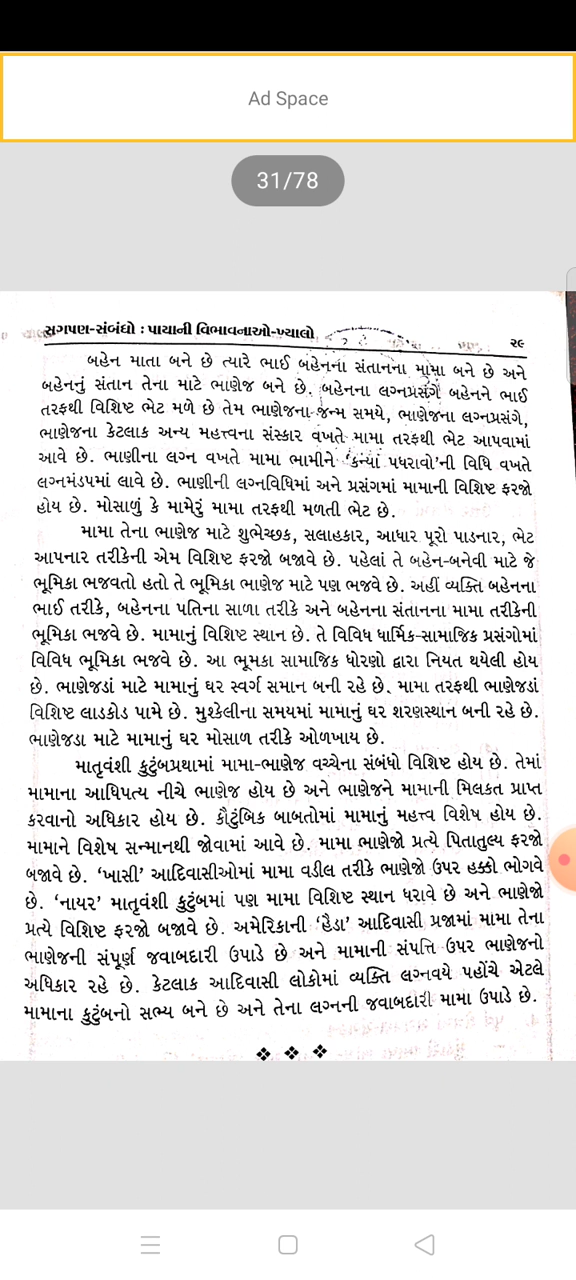 Ad Space
31/78
સગપણ-સંબંધો : પાયાની વિભાવનાઓ-ખ્યાલો
૨૯
બહેન માતા બને છે ત્યારે ભાઈ બહેનના સંતાનના મામા બને છે અને
બહેનનું સંતાન તેના માટે ભાણેજ બને છે. બહેનના લગ્નપ્રસંગે બહેનને ભાઈ
તરફથી વિશિષ્ટ ભેટ મળે છે તેમ ભાણેજના જન્મ સમયે, ભાણેજના લગ્નપ્રસંગે,
ભાણેજના કેટલાક અન્ય મહત્ત્વના સંસ્કાર વખતે મામા તરફથી ભેટ આપવામાં
આવે છે. ભાણીના લગ્ન વખતે મામા ભામીને ‘કન્યા પધરાવો’ની વિધિ વખતે
લગ્નમંડપમાં લાવે છે. ભાણીની લગ્નવિધિમાં અને પ્રસંગમાં મામાની વિશિષ્ટ ફરજો
હોય છે. મોસાળું કે મામેરું મામા તરફથી મળતી ભેટ છે.
મામા તેના ભાણેજ માટે શુભેચ્છક, સલાહકાર, આધાર પૂરો પાડનાર, ભેટ
આપનાર તરીકેની એમ વિશિષ્ટ ફરજો બજાવે છે. પહેલાં તે બહેન-બનેવી માટે જે
ભૂમિકા ભજવતો હતો તે ભૂમિકા ભાણેજ માટે પણ ભજવે છે. અહીં વ્યક્તિ બહેનના
ભાઈ તરીકે, બહેનના પતિના સાળા તરીકે અને બહેનના સંતાનના મામા તરીકેની
ભૂમિકા ભજવે છે. મામાનું વિશિષ્ટ સ્થાન છે. તે વિવિધ ધાર્મિક-સામાજિક પ્રસંગોમાં
વિવિધ ભૂમિકા ભજવે છે. આ ભૂમકા સામાજિક ધોરણો દ્વારા નિયત થયેલી હોય
છે. ભાણેજડાં માટે મામાનું ઘર સ્વર્ગ સમાન બની રહે છે. મામા તરફથી ભાણેજડાં
વિશિષ્ટ લાડકોડ પામે છે. મુશ્કેલીના સમયમાં મામાનું ઘર શરણસ્થાન બની રહે છે.
ભાણેજડા માટે મામાનું ઘર મોસાળ તરીકે ઓળખાય છે.
માતૃવંશી કુટુંબપ્રથામાં મામા-ભાણેજ વચ્ચેના સંબંધો વિશિષ્ટ હોય છે. તેમાં
મામાના આધિપત્ય નીચે ભાણેજ હોય છે અને ભાણેજને મામાની મિલકત પ્રાપ્ત
કરવાનો અધિકાર હોય છે. કૌટુંબિક બાબતોમાં મામાનું મહત્ત્વ વિશેષ હોય છે.
મામાને વિશેષ સન્માનથી જોવામાં આવે છે. મામા ભાણેજો પ્રત્યે પિતાતુલ્ય ફરજો
બજાવે છે. ‘ખાસી’ આદિવાસીઓમાં મામા વડીલ તરીકે ભાણેજો ઉપર હક્કો ભોગવે
છે. ‘નાયર’ માતૃવંશી કુટુંબમાં પણ મામા વિશિષ્ટ સ્થાન ધરાવે છે અને ભાણેજો
પ્રત્યે વિશિષ્ટ ફરજો બજાવે છે. અમેરિકાની ‘હૈડા’ આદિવાસી પ્રજામાં મામા તેના
ભાણેજની સંપૂર્ણ જવાબદારી ઉપાડે છે અને મામાની સંપત્તિ ઉપર ભાણેજનો
અધિકાર રહે છે. કેટલાક આદિવાસી લોકોમાં વ્યક્તિ લગ્નવયે પહોંચે એટલે
મામાના કુટુંબનો સભ્ય બને છે અને તેના લગ્નની જવાબદારી મામા ઉપાડે છે.